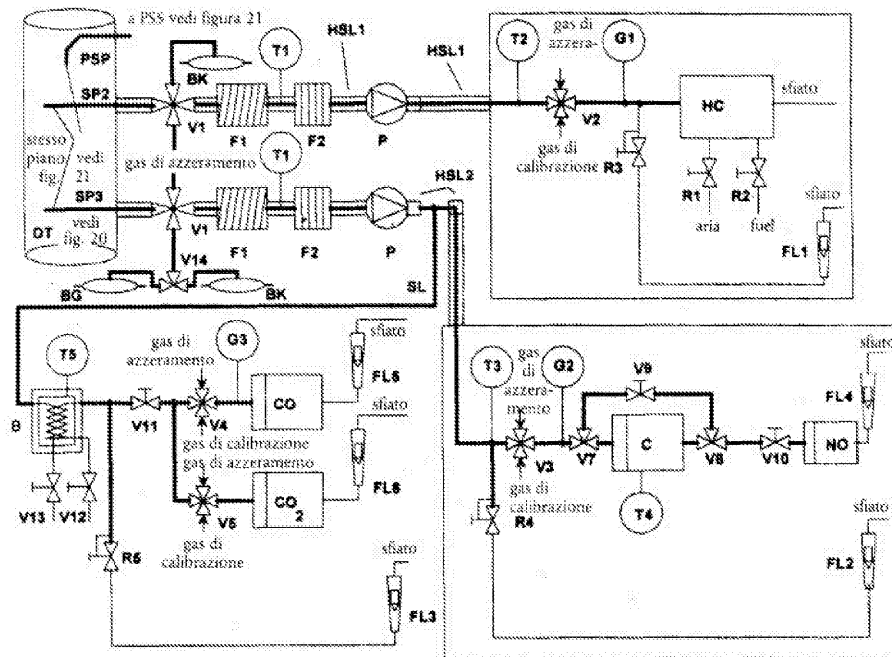 a PSS vedi figura 21
PSP
SP2
stesso
piano
fig.
vedi
21
SP3
vedi
fig. 20
DT
BK
V1
gas di azzeramento
V1
V14
BG
BK
T1
F1
F2
T1
F1
F2
HSL1
HSL1
P
P
HSL2
SL
T2
gas di
azzera-
G1
V2
gas di
calibrazione
R3
HC
sfiato
R1
R2
aria
fuel
sfiato
FL1
T5
B
V13
V12
V11
gas di
azzeramento
G3
V4
gas di calibrazione
gas di azzeramento
V5
gas di
calibrazione
CO
CO2
sfiato
FL5
sfiato
FL6
R5
sfiato
FL3
T3
gas di
azzera-
mento
G2
V3
gas di
calibrazione
R4
V7
V9
C
T4
V8
V10
NO
sfiato
FL4
sfiato
FL2